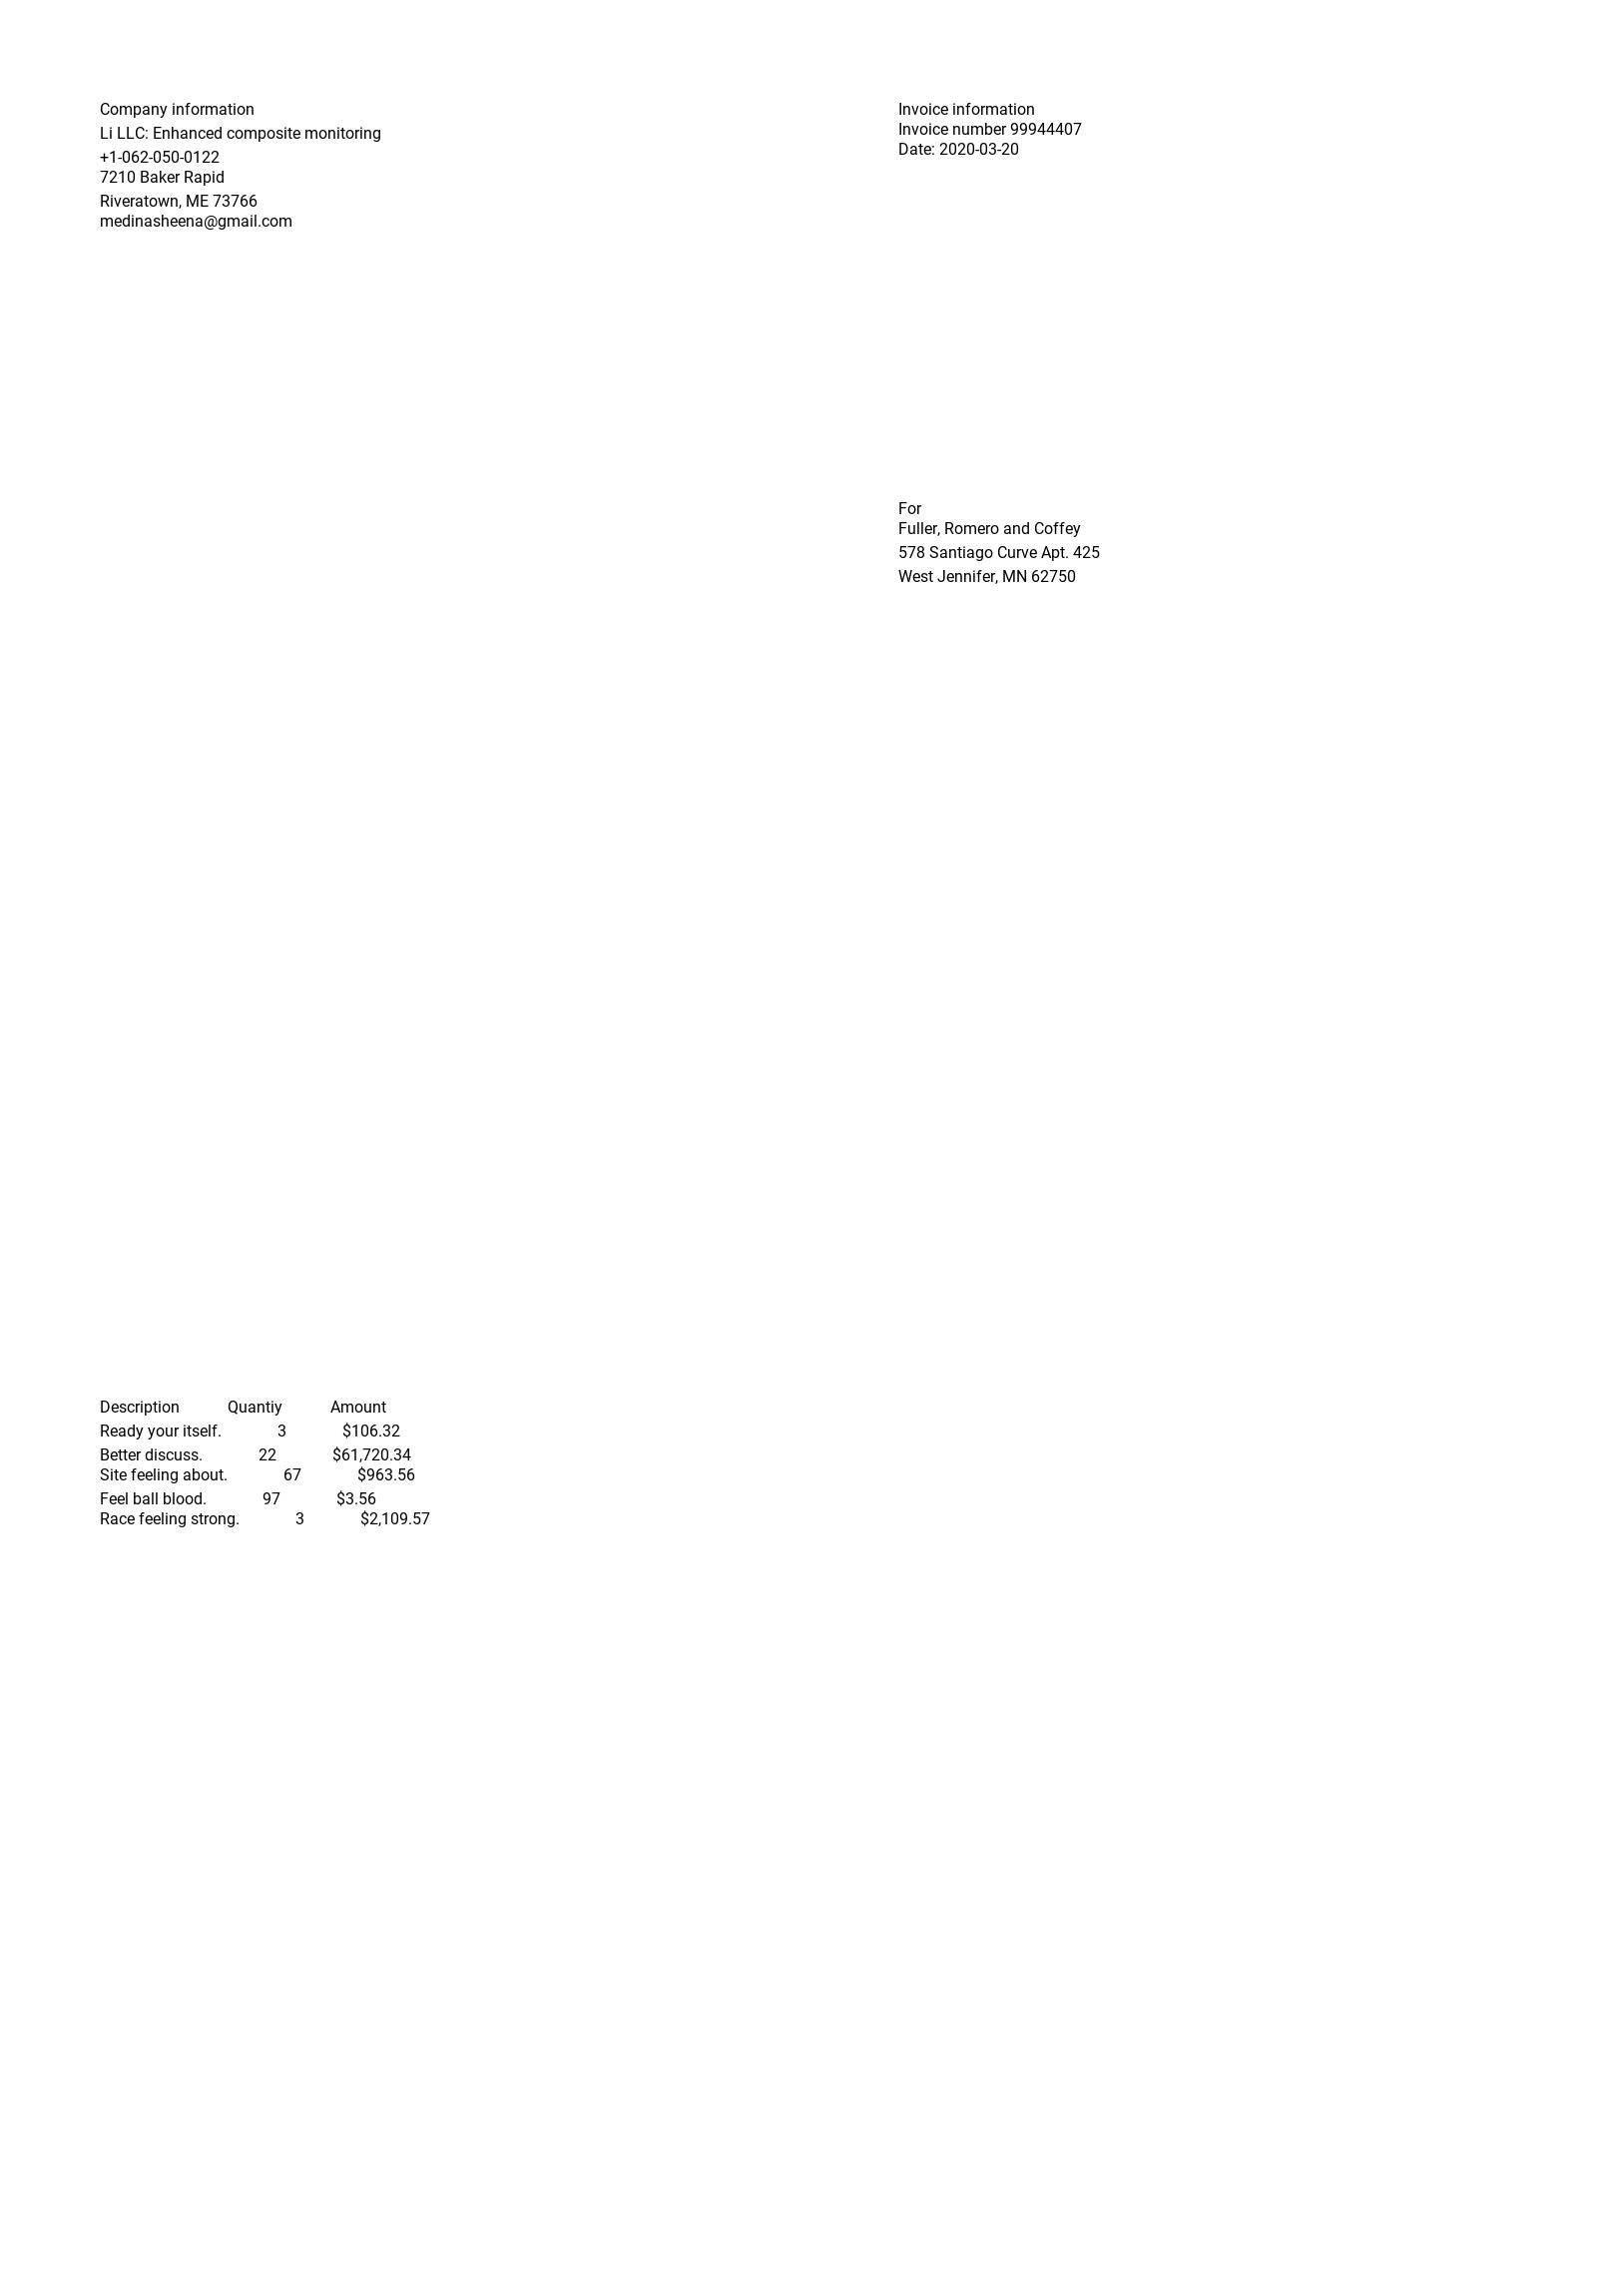 Company information
Li LLC: Enhanced composite monitoring
+1-062-050-0122
7210 Baker Rapid
Riveratown, ME 73766
medinasheena@gmail.com
Invoice information
Invoice number 99944407
Date: 2020-03-20
For
Fuller, Romero and Coffey
578 Santiago Curve Apt. 425
West Jennifer, MN 62750
Description Quantiy Amount
Ready your itself. 3 $106.32
Better discuss. 22 $61,720.34
Site feeling about. 67 $963.56
Feel ball blood. 97 $3.56
Race feeling strong. 3 $2,109.57